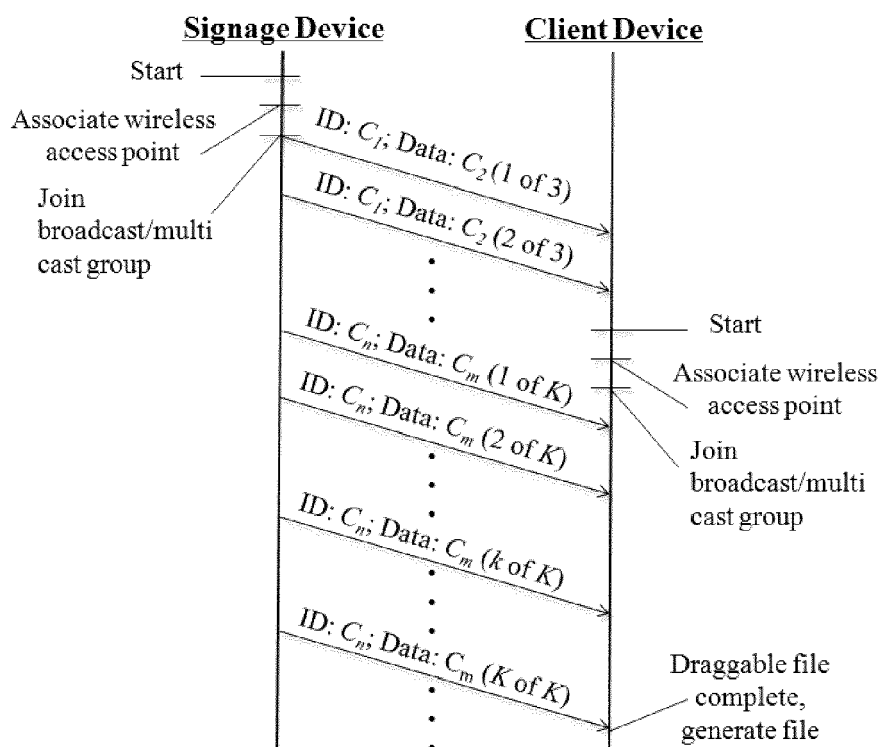 Signage Device
Client Device
Start
Associate wireless
access point
Join
broadcast/multi
cast group
ID: C1; Data: C2 (1 of 3)
ID: C1; Data: C2 (2 of 3)
Start
Associate wireless
access point
Join
broadcast/multi
cast group
ID: Cn; Data: Cm (1 of K)
ID: Cn; Data: Cm (2 of K)
ID: Cn; Data: Cm (k of K)
ID: Cn; Data: Cm (K of K)
Draggable file
complete,
generate file